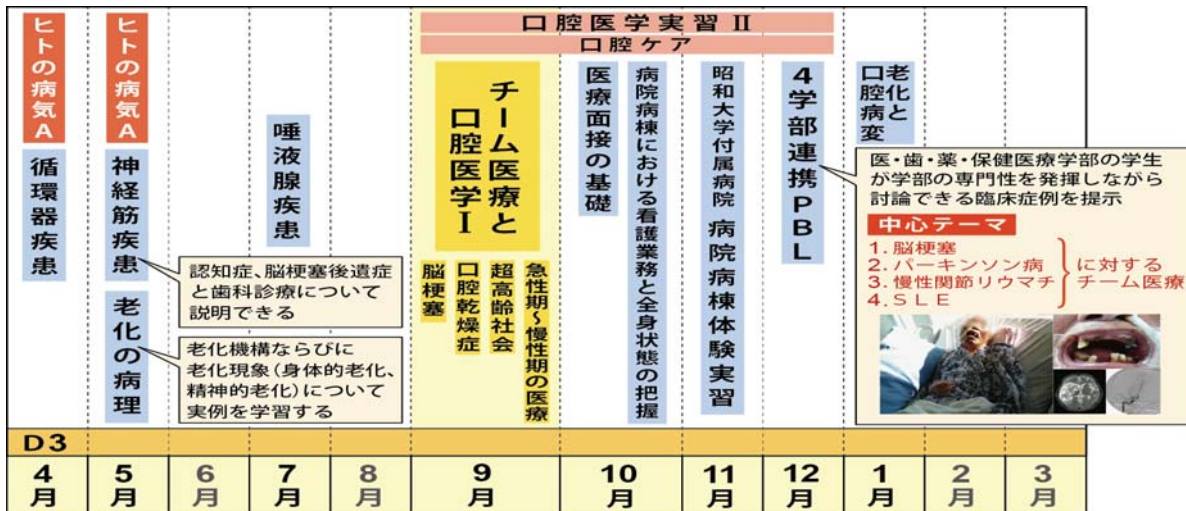 口腔医学実習 II
口腔ケア
ヒトの病気A
循環器疾患
ヒトの病気A
神経筋疾患
認知症、脳梗塞後遺症
と歯科診療について
説明できる
老化の病理
老化機構ならびに
老化現象(身体的老化、
精神的老化)について
実例を学習する
唾液腺疾患
チーム医療と
口腔医学I
急性期~慢性期の医療
超高齢社会
口腔乾燥症
脳梗塞
医療面接の基礎
病院病棟における看護業務と全身状態の把握
昭和大学付属病院 病院病棟体験実習
4学部連携PBL
老化と
口腔病変
医・歯・薬・保健医療学部の学生
が学部の専門性を発揮しながら
討論できる臨床症例を提示
中心テーマ
1. 脳梗塞
2. パーキンソン病
3. 慢性関節リウマチ
4. SLE
に対する
チーム医療
D3
4月
5月
6月
7月
8月
9月
10月
11月
12月
1月
2月
3月